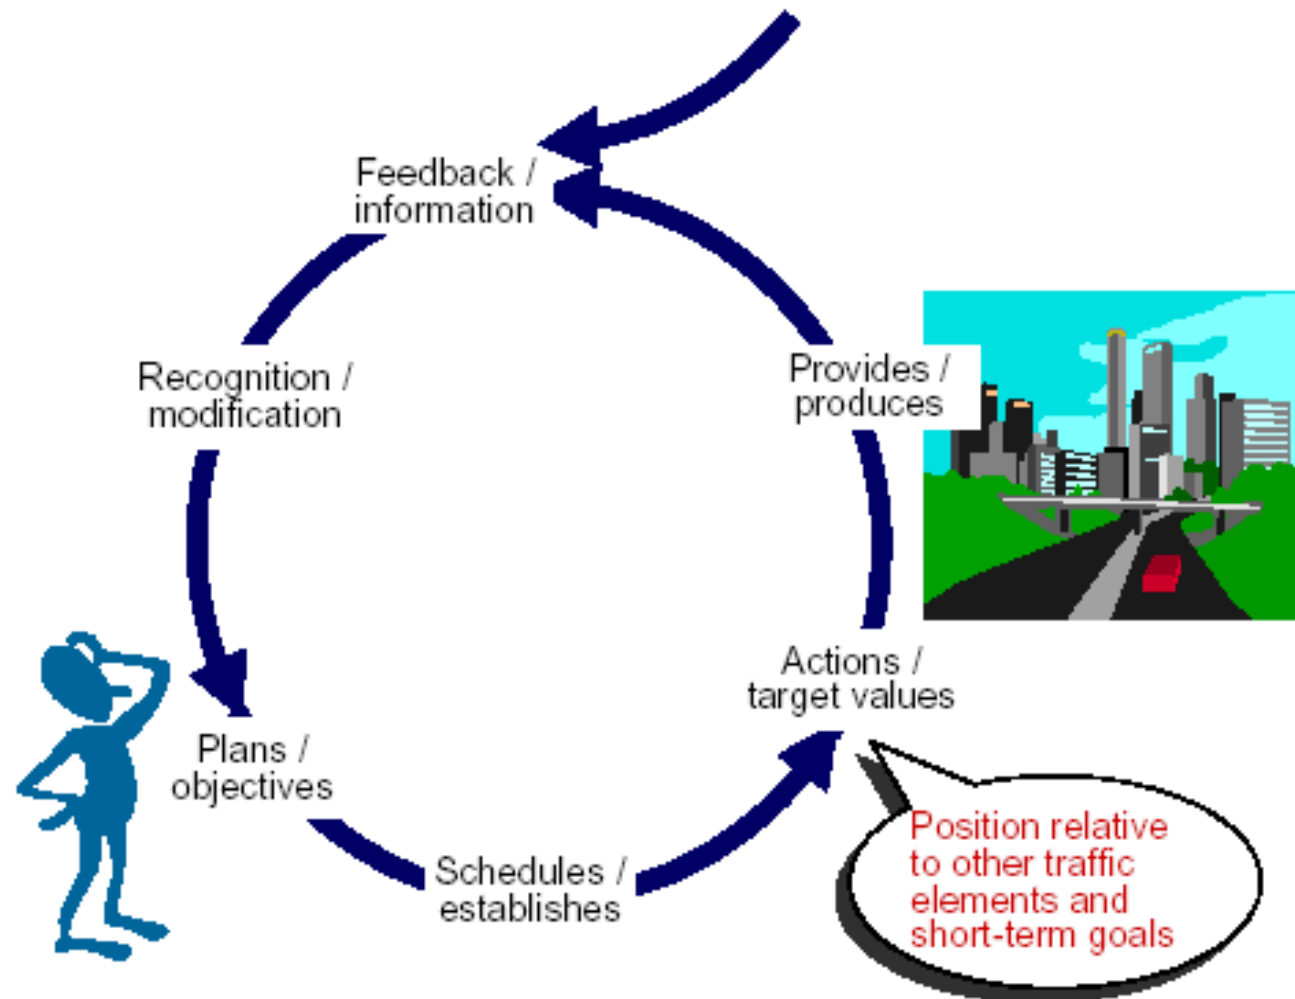 Feedback /
information
Recognition /
modification
Provides /
produces
Actions /
target values
Plans /
objectives
Schedules /
establishes
Position relative
to other traffic
elements and
short-term goals